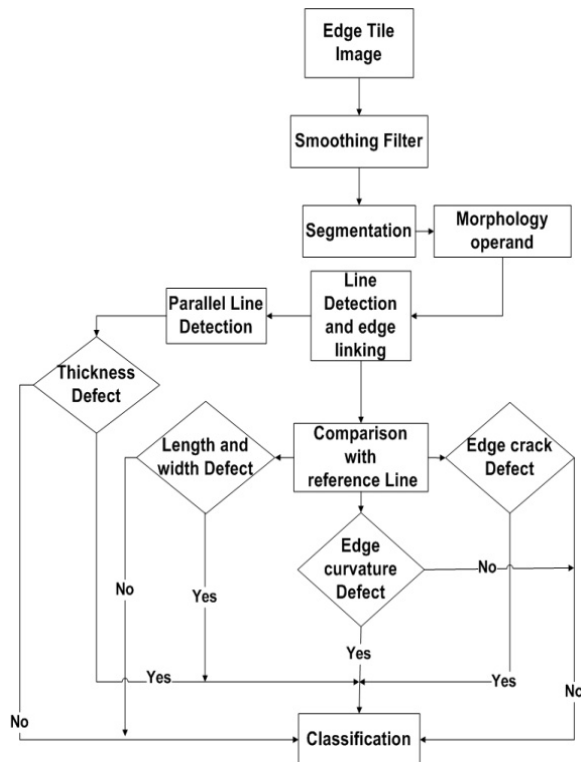 Edge Tile
Image
Smoothing Filter
Segmentation
Morphology
operand
Line
Detection
and edge
linking
Parallel Line
Detection
Thickness
Defect
Length and
width Defect
Comparison
with
reference Line
Edge crack
Defect
Edge
curvature
Defect
No
No
Yes
Yes
Yes
Yes
No
No
Classification